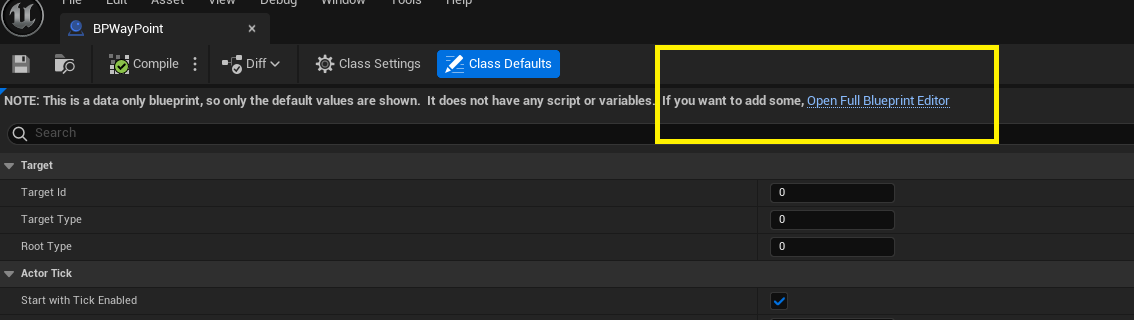 File Edit Asset View Debug Window Tools Help
BPWayPoint
Compile Diff Class Settings Class Defaults
NOTE: This is a data only blueprint, so only the default values are shown.  It does not have any script or variables.  If you want to add some, Open Full Blueprint Editor
Search
Target
Target Id 0
Target Type 0
Root Type 0
Actor Tick
Start with Tick Enabled